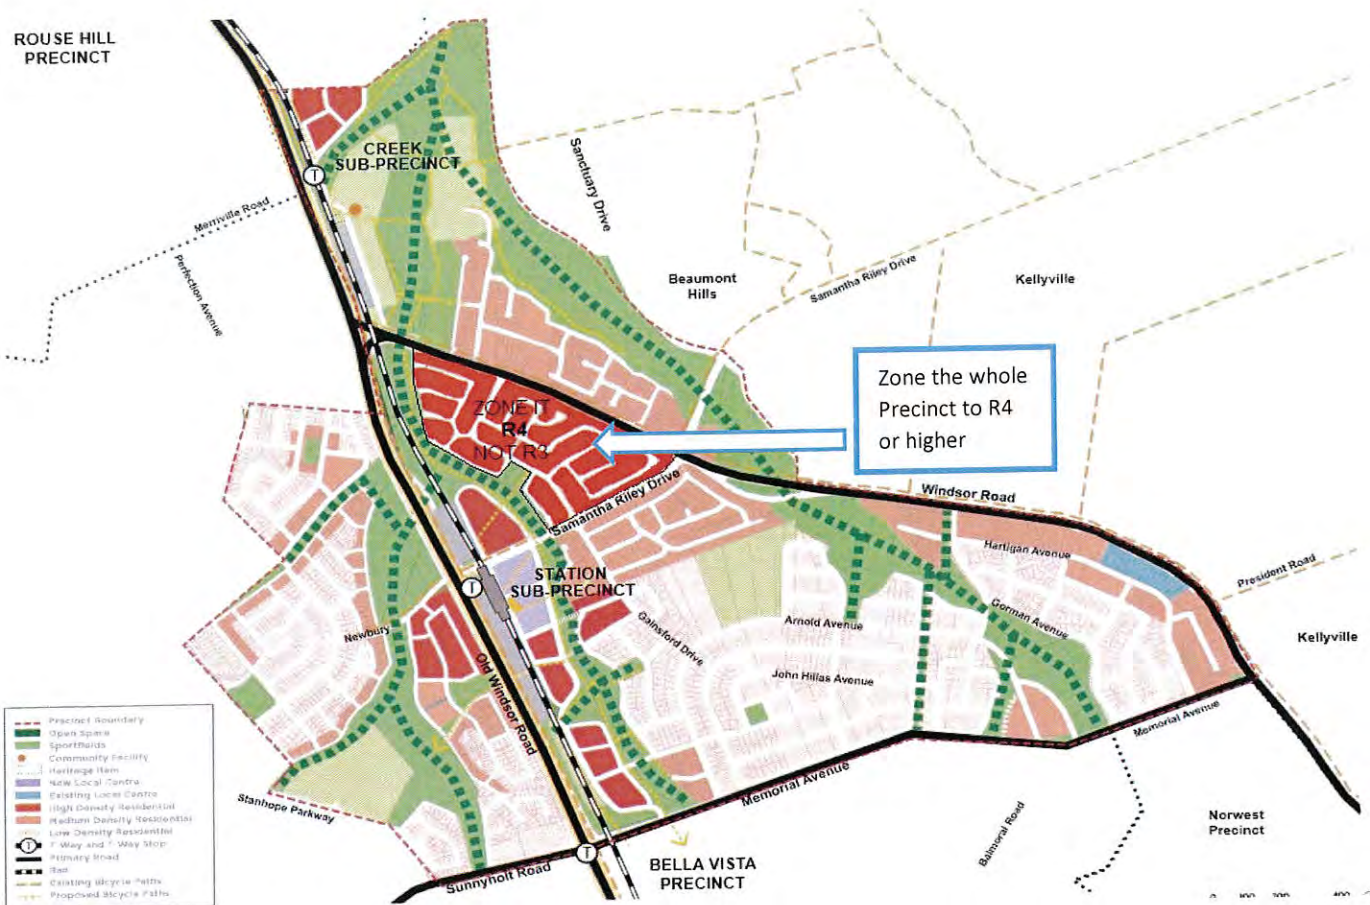 ROUSE HILL
PRECINCT
CREEK
SUB-PRECINCT
T
Merriville Road
Perfection Avenue
Sanctuary Drive
Beaumont
Hills
Samantha Riley Drive
Kellyville
Zone the whole
Precinct to R4
or higher
ZONE IT
R4
NOT R3
Samantha Riley Drive
Windsor Road
Hartigan Avenue
President Road
STATION
SUB-PRECINCT
T
Newbury
Old Windsor Road
Gainsford Drive
Arnold Avenue
Gorman Avenue
John Hillas Avenue
Kellyville
Memorial Avenue
Memorial Avenue
Stanhope Parkway
Balmoral Road
Norwest
Precinct
T
Sunnyholt Road
BELLA VISTA
PRECINCT
Precinct Boundary
Open Space
Sportfields
Community Facility
Heritage Item
New Local Centre
Existing Local Centre
High Density Residential
Medium Density Residential
Low Density Residential
T T-Way and T-Way Stop
Primary Road
Rail
Existing Bicycle Paths
Proposed Bicycle Paths